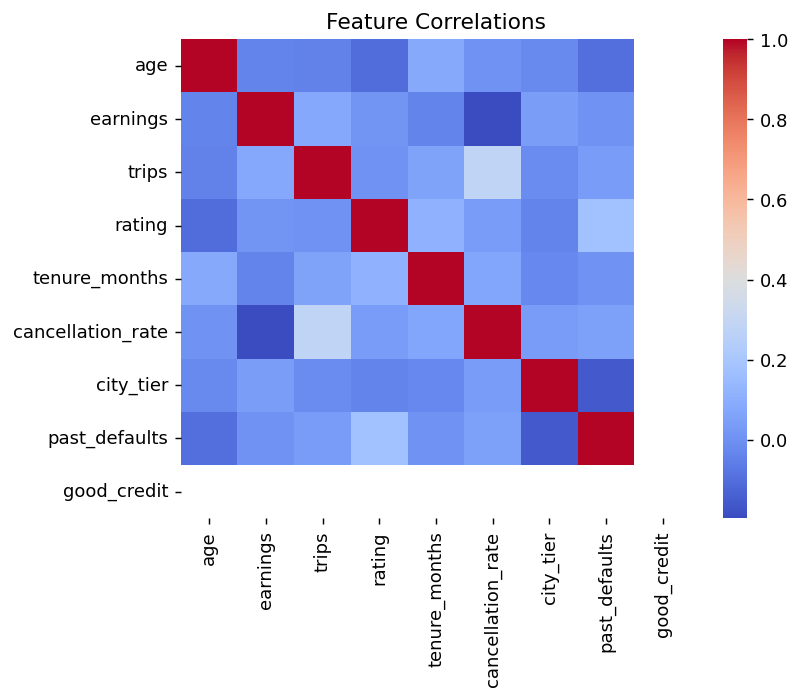 Feature Correlations
age
earnings
trips
rating
tenure_months
cancellation_rate
city_tier
past_defaults
good_credit
age
earnings
trips
rating
tenure_months
cancellation_rate
city_tier
past_defaults
good_credit
1.0
0.8
0.6
0.4
0.2
0.0